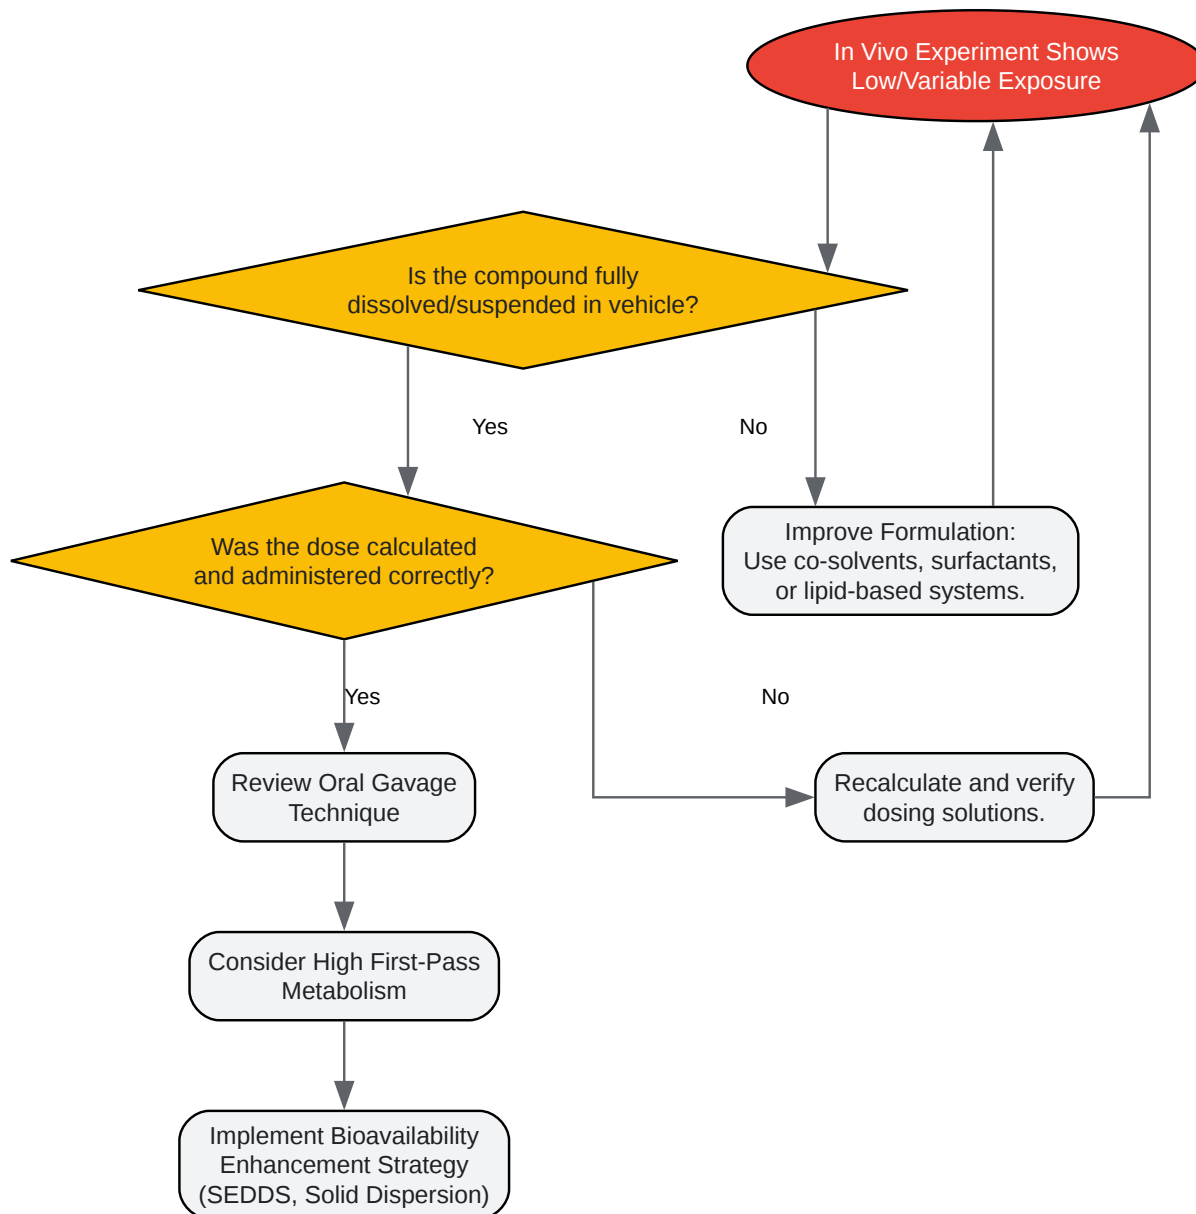 In Vivo Experiment Shows
Low/Variable Exposure
Is the compound fully
dissolved/suspended in vehicle?
Yes
No
Was the dose calculated
and administered correctly?
Improve Formulation:
Use co-solvents, surfactants,
or lipid-based systems.
Yes
No
Review Oral Gavage
Technique
Recalculate and verify
dosing solutions.
Consider High First-Pass
Metabolism
Implement Bioavailability
Enhancement Strategy
(SEDDS, Solid Dispersion)